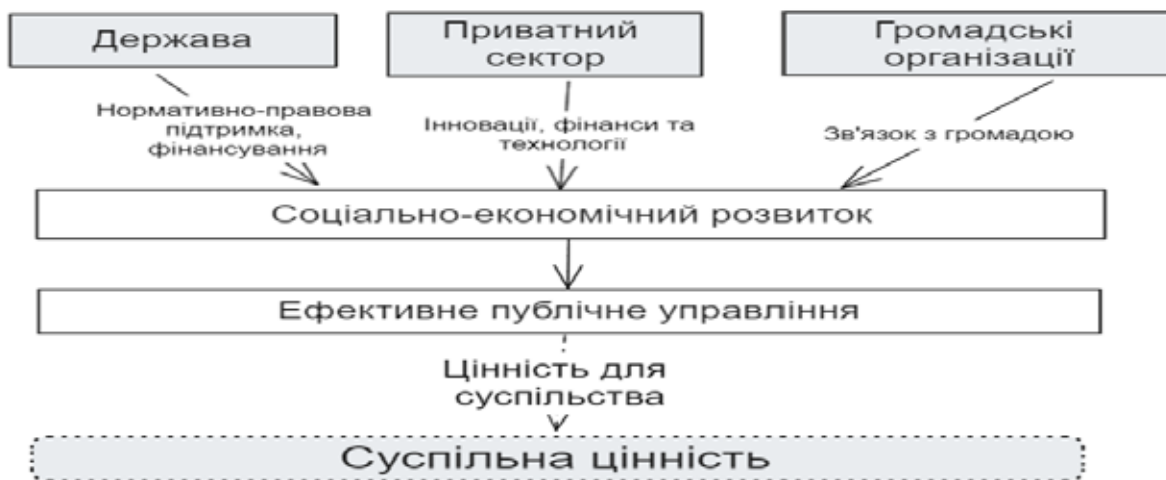 Держава
Приватний
сектор
Громадські
організації
Нормативно-правова
підтримка,
фінансування
Інновації, фінанси та
технології
Зв'язок з громадою
Соціально-економічний розвиток
Ефективне публічне управління
Цінність для
суспільства
Суспільна цінність